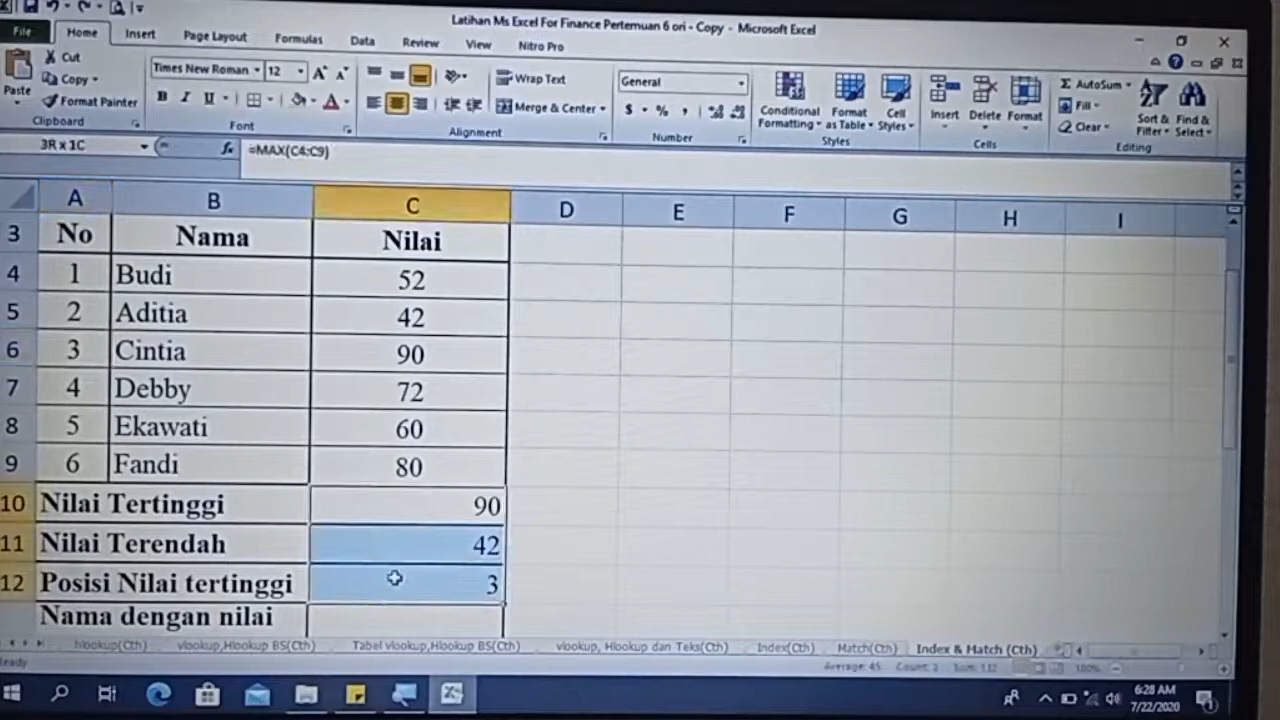 Latihan Ms Excel For Finance Pertemuan 6 ori - Copy - Microsoft Excel
File Home Insert Page Layout Formulas Data Review View Nitro Pro
Paste
Cut
Copy
Format Painter
Clipboard
Times New Roman 12
B I U
Font
Wrap Text
Merge & Center
Alignment
General
$ % ,
Number
Conditional Formatting
Format as Table
Cell Styles
Styles
Insert Delete Format
Cells
Σ AutoSum
Fill
Clear
Sort & Filter
Find & Select
Editing
3R x 1C fx =MAX(C4:C9)
A B C D E F G H I
3 No Nama Nilai
4 1 Budi 52
5 2 Aditia 42
6 3 Cintia 90
7 4 Debby 72
8 5 Ekawati 60
9 6 Fandi 80
10 Nilai Tertinggi 90
11 Nilai Terendah 42
12 Posisi Nilai tertinggi 3
Nama dengan nilai
hlookup(Cth) vlookup,Hlookup BS(Cth) Tabel vlookup,Hlookup BS(Cth) vlookup, Hlookup dan Teks(Cth) Index(Cth) Match(Cth) Index & Match (Cth)
Average: 45 Count: 3 100%
6:28 AM
7/22/2020